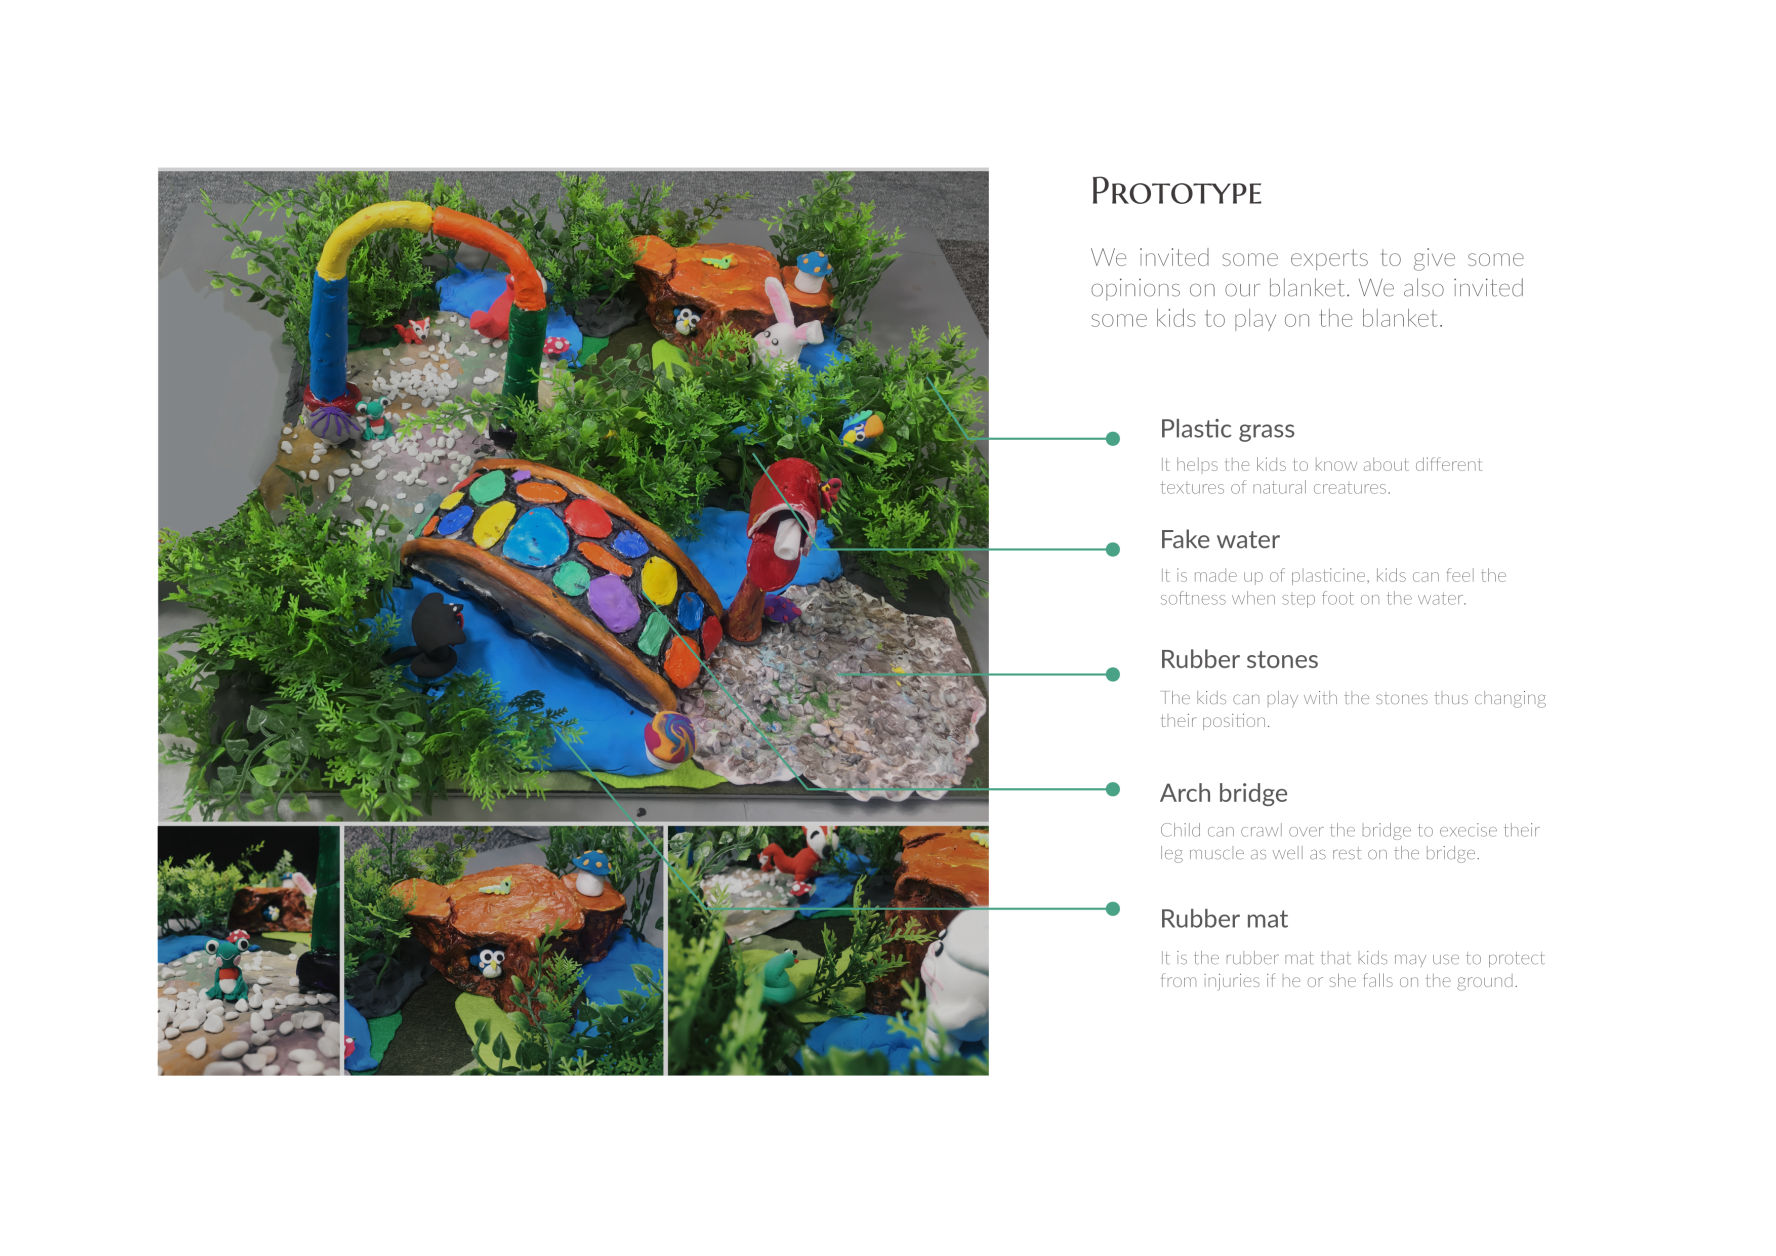 Prototype
We invited some experts to give some
opinions on our blanket. We also invited
some kids to play on the blanket.
Plastic grass
It helps the kids to know about different
textures of natural creatures.
Fake water
It is made up of plasticine, kids can feel the
softness when step foot on the water.
Rubber stones
The kids can play with the stones thus changing
their position.
Arch bridge
Child can crawl over the bridge to execise their
leg muscle as well as rest on the bridge.
Rubber mat
It is the rubber mat that kids may use to protect
from injuries if he or she falls on the ground.